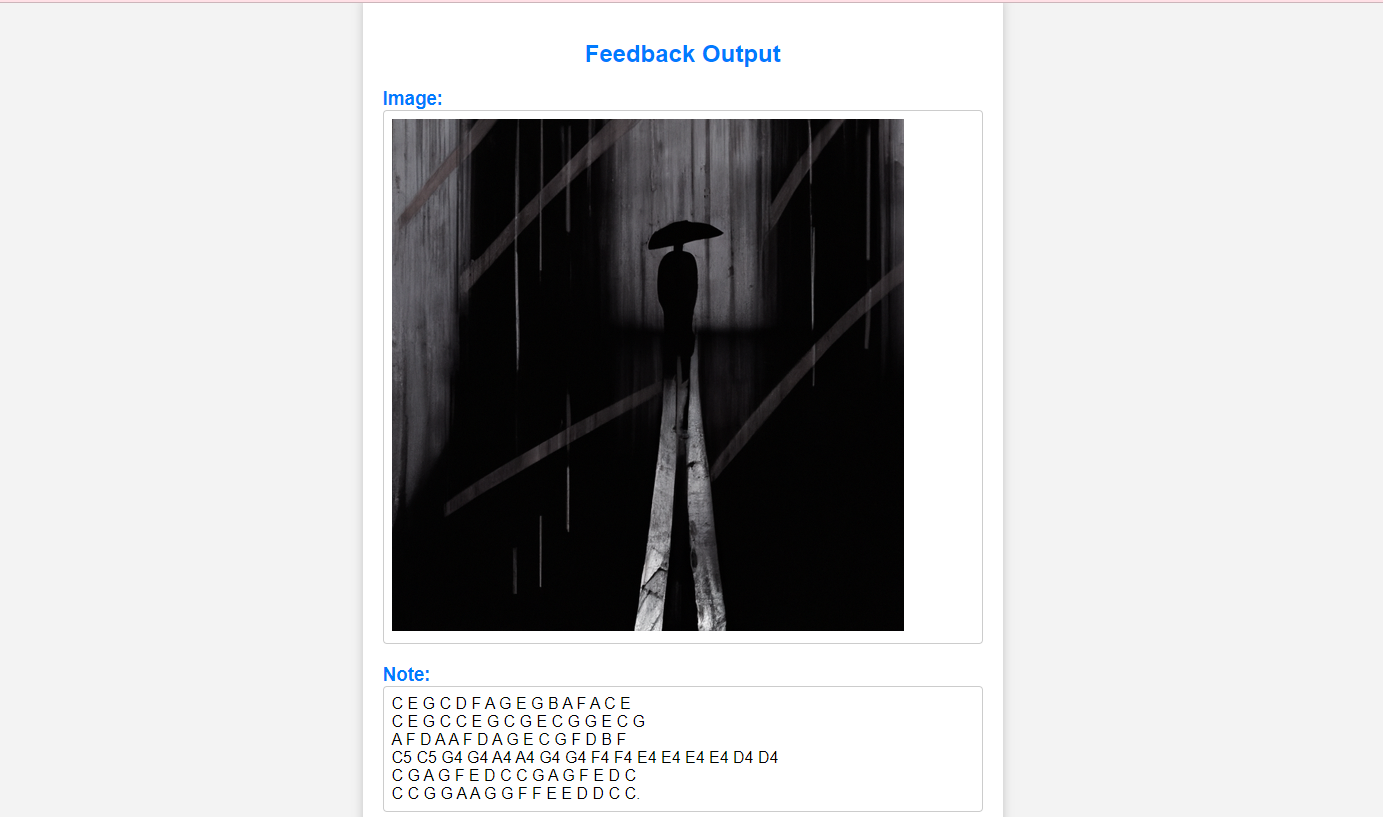 Feedback Output
Image:
Note:
C E G C D F A G E G B A F A C E
C E G C C E G C G E C G G E C G
A F D A A F D A G E C G F D B F
C5 C5 G4 G4 A4 A4 G4 G4 F4 F4 E4 E4 E4 E4 D4 D4
C G A G F E D C C G A G F E D C
C C G G A A G G F F E E D D C C.